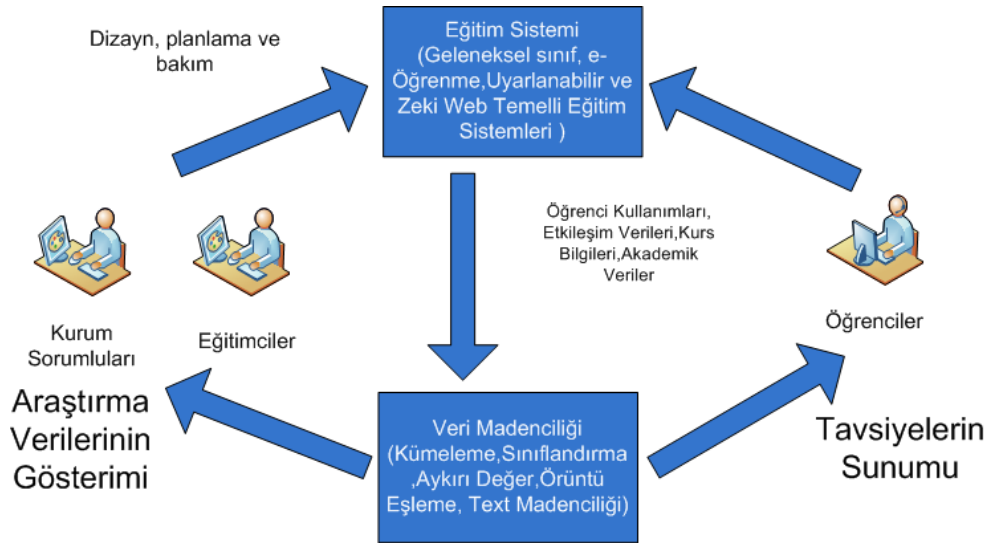 Dizayn, planlama ve
bakım
Eğitim Sistemi
(Geleneksel sınıf, e-
Öğrenme,Uyarlanabilir ve
Zeki Web Temelli Eğitim
Sistemleri )
Öğrenci Kullanımları,
Etkileşim Verileri,Kurs
Bilgileri,Akademik
Veriler
Kurum
Sorumluları
Eğitimciler
Öğrenciler
Araştırma
Verilerinin
Gösterimi
Veri Madenciliği
(Kümeleme,Sınıflandırma
,Aykırı Değer,Örüntü
Eşleme, Text Madenciliği)
Tavsiyelerin
Sunumu